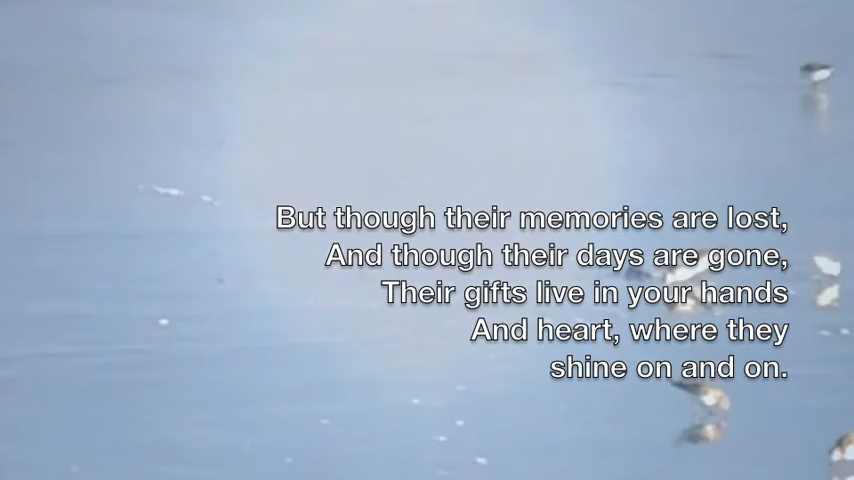 But though their memories are lost,
And though their days are gone,
Their gifts live in your hands
And heart, where they
shine on and on.